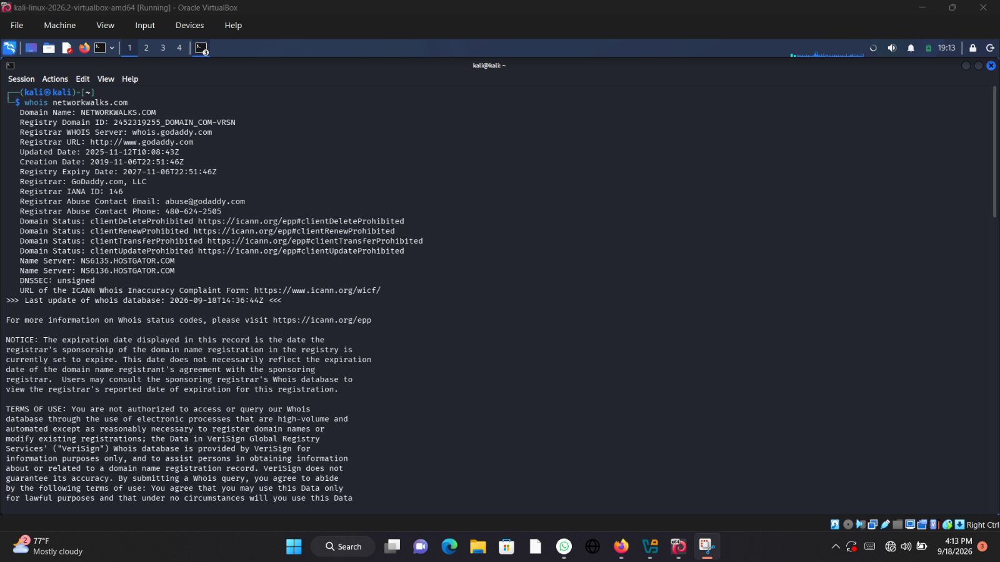 kali-linux-2026.2-virtualbox-amd64 [Running] - Oracle VirtualBox
File Machine View Input Devices Help
1 2 3 4 3 19:13
kali@kali: ~
Session Actions Edit View Help
┌──(kali㉿kali)-[~]
└─$ whois networkwalks.com
Domain Name: NETWORKWALKS.COM
Registry Domain ID: 2452319255_DOMAIN_COM-VRSN
Registrar WHOIS Server: whois.godaddy.com
Registrar URL: http://www.godaddy.com
Updated Date: 2025-11-12T10:08:43Z
Creation Date: 2019-11-06T22:51:46Z
Registry Expiry Date: 2027-11-06T22:51:46Z
Registrar: GoDaddy.com, LLC
Registrar IANA ID: 146
Registrar Abuse Contact Email: abuse@godaddy.com
Registrar Abuse Contact Phone: 480-624-2505
Domain Status: clientDeleteProhibited https://icann.org/epp#clientDeleteProhibited
Domain Status: clientRenewProhibited https://icann.org/epp#clientRenewProhibited
Domain Status: clientTransferProhibited https://icann.org/epp#clientTransferProhibited
Domain Status: clientUpdateProhibited https://icann.org/epp#clientUpdateProhibited
Name Server: NS6135.HOSTGATOR.COM
Name Server: NS6136.HOSTGATOR.COM
DNSSEC: unsigned
URL of the ICANN Whois Inaccuracy Complaint Form: https://www.icann.org/wicf/
>>> Last update of whois database: 2026-09-18T14:36:44Z <<<
For more information on Whois status codes, please visit https://icann.org/epp
NOTICE: The expiration date displayed in this record is the date the
registrar's sponsorship of the domain name registration in the registry is
currently set to expire. This date does not necessarily reflect the expiration
date of the domain name registrant's agreement with the sponsoring
registrar.  Users may consult the sponsoring registrar's Whois database to
view the registrar's reported date of expiration for this registration.
TERMS OF USE: You are not authorized to access or query our Whois
database through the use of electronic processes that are high-volume and
automated except as reasonably necessary to register domain names or
modify existing registrations; the Data in VeriSign Global Registry
Services' ("VeriSign") Whois database is provided by VeriSign for
information purposes only, and to assist persons in obtaining information
about or related to a domain name registration record. VeriSign does not
guarantee its accuracy. By submitting a Whois query, you agree to abide
by the following terms of use: You agree that you may use this Data only
for lawful purposes and that under no circumstances will you use this Data
Right Ctrl
2 77°F
Mostly cloudy
Search
4:13 PM
9/18/2026
3